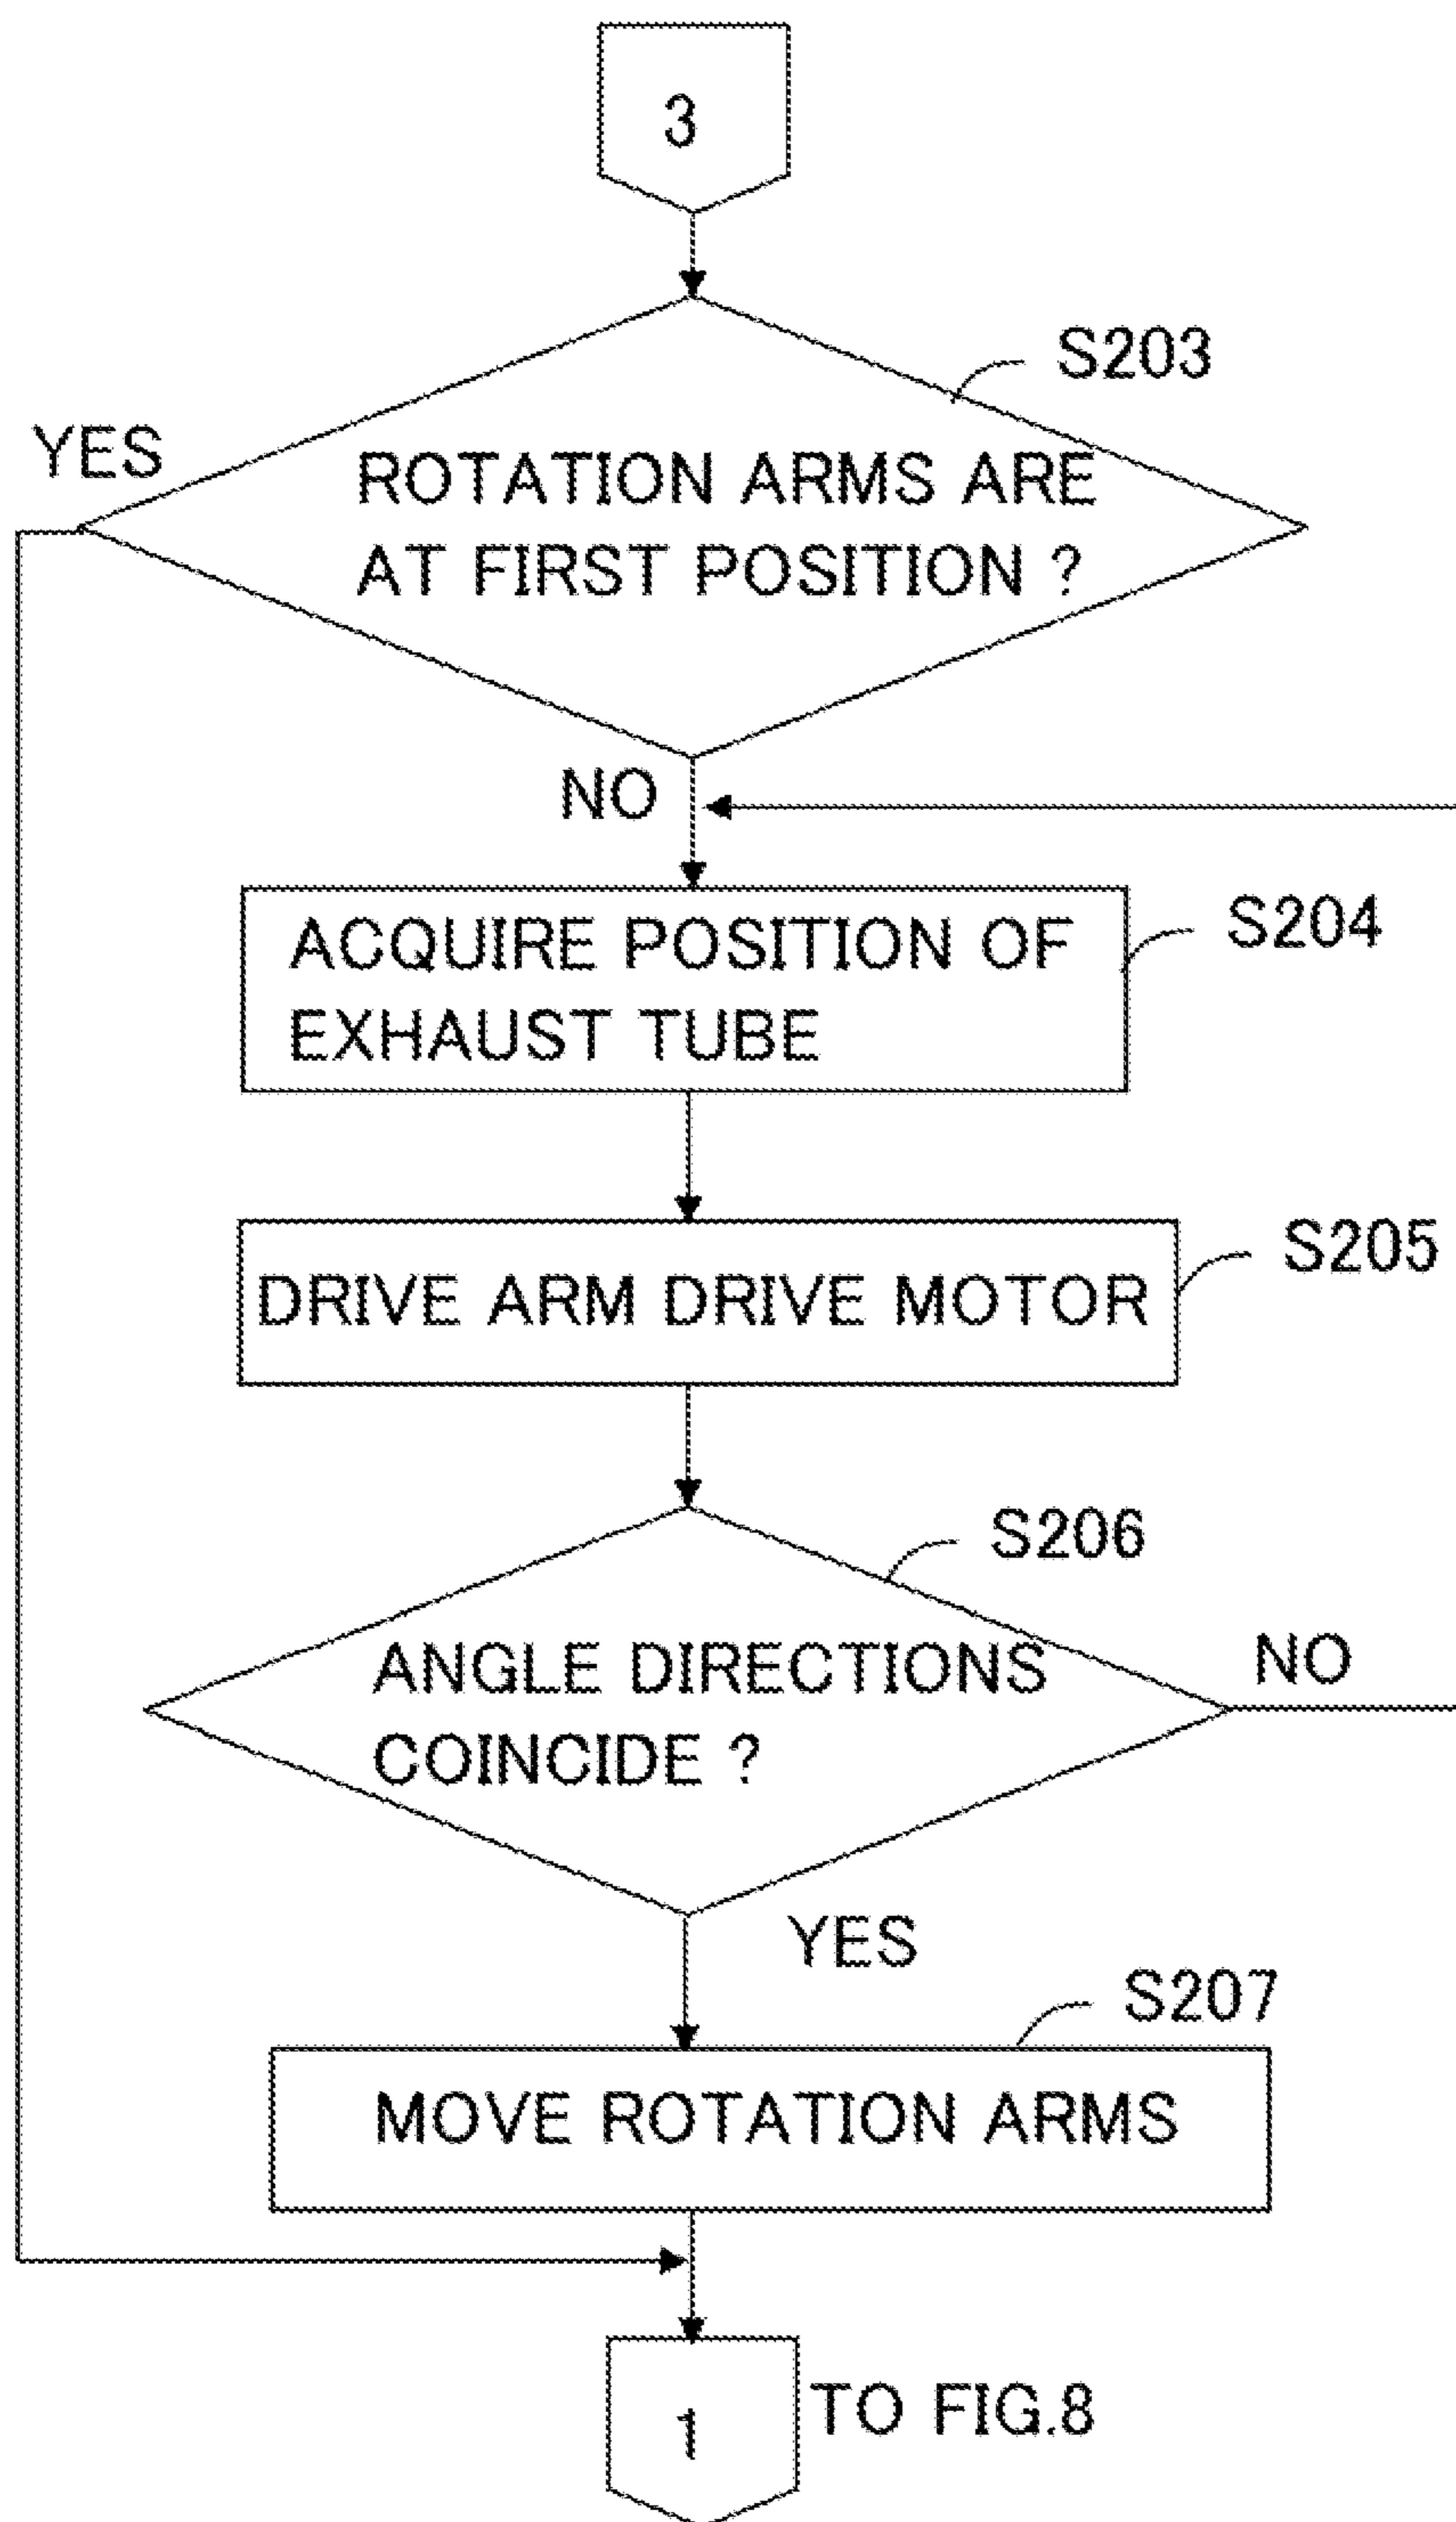 3
S203
YES
ROTATION ARMS ARE
AT FIRST POSITION ?
NO
ACQUIRE POSITION OF
EXHAUST TUBE
S204
DRIVE ARM DRIVE MOTOR
S205
S206
ANGLE DIRECTIONS
COINCIDE ?
NO
YES
S207
MOVE ROTATION ARMS
1
TO FIG.8